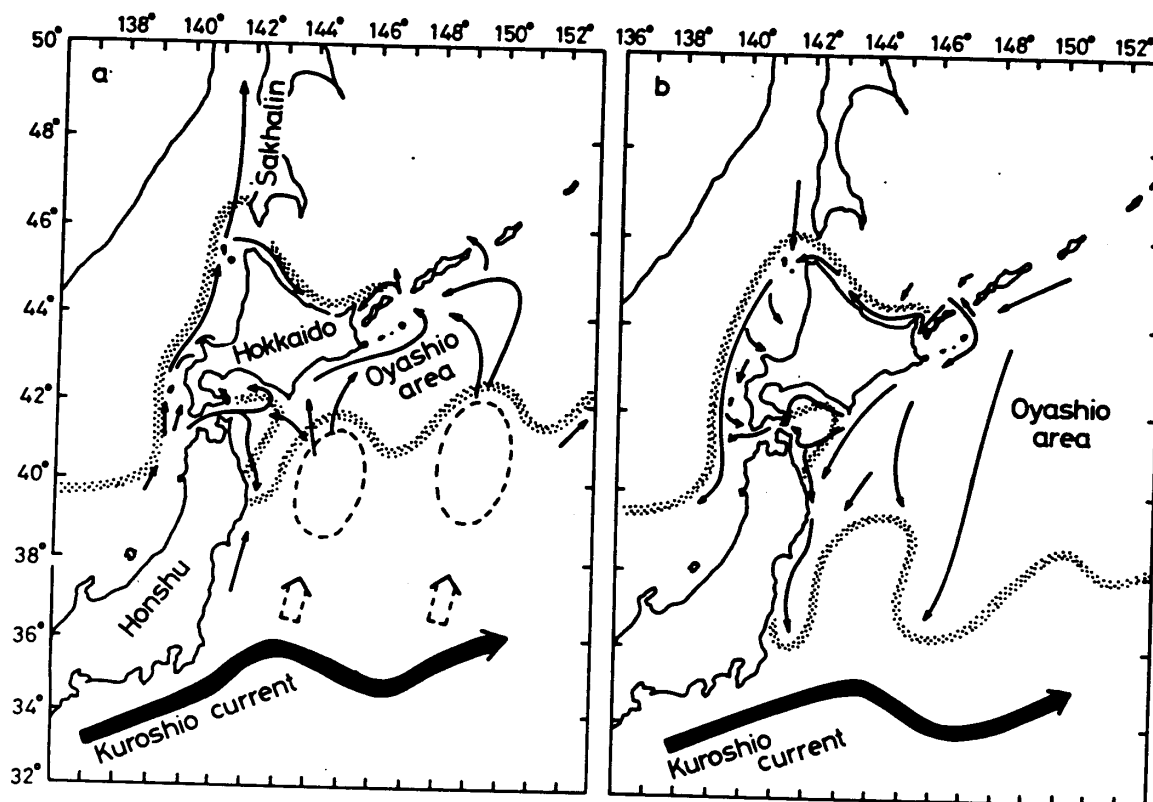 138° 140° 142° 144° 146° 148° 150° 152°
136° 138° 140° 142° 144° 146° 148° 150° 152°
50°
48°
46°
44°
42°
40°
38°
36°
34°
32°
a
Sakhalin
Hokkaido
Oyashio
area
Honshu
Kuroshio current
b
Oyashio
area
Kuroshio
current